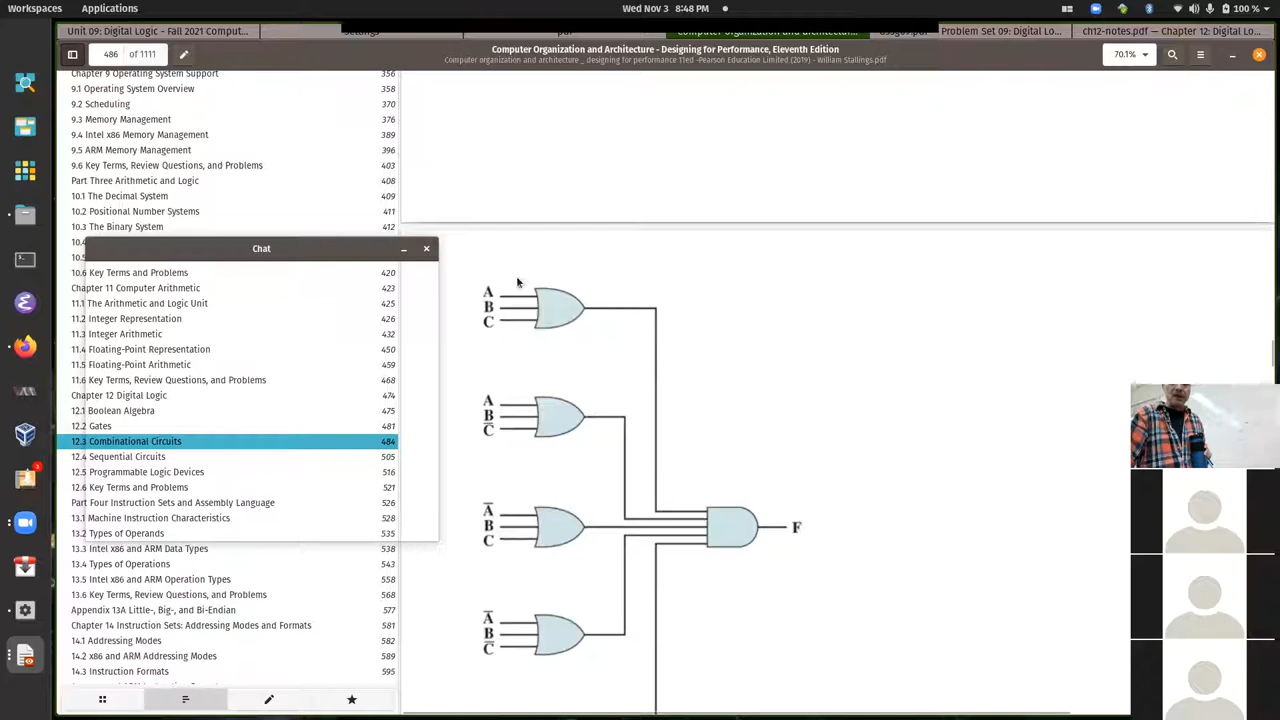 Workspaces Applications Wed Nov 3 8:48 PM 100 %
Unit 09: Digital Logic - Fall 2021 Comput... Problem Set 09: Digital Lo... ch12-notes.pdf — Chapter 12: Digital Lo...
486 of 1111 Computer Organization and Architecture - Designing for Performance, Eleventh Edition 70.1%
Computer organization and architecture _ designing for performance 11ed -Pearson Education Limited (2019) - William Stallings.pdf
Chapter 9 Operating System Support 356
9.1 Operating System Overview 358
9.2 Scheduling 370
9.3 Memory Management 376
9.4 Intel x86 Memory Management 389
9.5 ARM Memory Management 396
9.6 Key Terms, Review Questions, and Problems 403
Part Three Arithmetic and Logic 408
10.1 The Decimal System 409
10.2 Positional Number Systems 411
10.3 The Binary System 412
Chat
10.6 Key Terms and Problems 420
Chapter 11 Computer Arithmetic 423
11.1 The Arithmetic and Logic Unit 425
11.2 Integer Representation 426
11.3 Integer Arithmetic 432
11.4 Floating-Point Representation 450
11.5 Floating-Point Arithmetic 459
11.6 Key Terms, Review Questions, and Problems 468
Chapter 12 Digital Logic 474
12.1 Boolean Algebra 475
12.2 Gates 481
12.3 Combinational Circuits 484
12.4 Sequential Circuits 505
12.5 Programmable Logic Devices 516
12.6 Key Terms and Problems 521
Part Four Instruction Sets and Assembly Language 526
13.1 Machine Instruction Characteristics 528
13.2 Types of Operands 535
13.3 Intel x86 and ARM Data Types 538
13.4 Types of Operations 543
13.5 Intel x86 and ARM Operation Types 558
13.6 Key Terms, Review Questions, and Problems 568
Appendix 13A Little-, Big-, and Bi-Endian 577
Chapter 14 Instruction Sets: Addressing Modes and Formats 581
14.1 Addressing Modes 582
14.2 x86 and ARM Addressing Modes 589
14.3 Instruction Formats 595
A
B
C
A
B
C̅
A̅
B
C
F
A̅
B
C̅